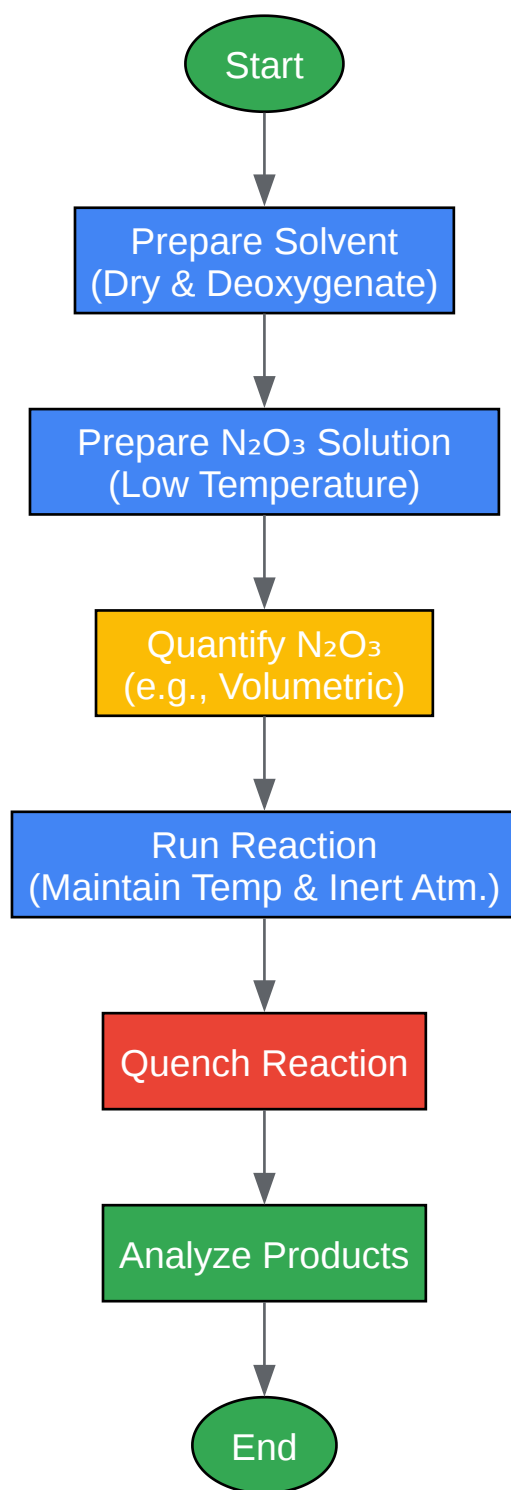 Start
Prepare Solvent
(Dry & Deoxygenate)
Prepare N₂O₃ Solution
(Low Temperature)
Quantify N₂O₃
(e.g., Volumetric)
Run Reaction
(Maintain Temp & Inert Atm.)
Quench Reaction
Analyze Products
End